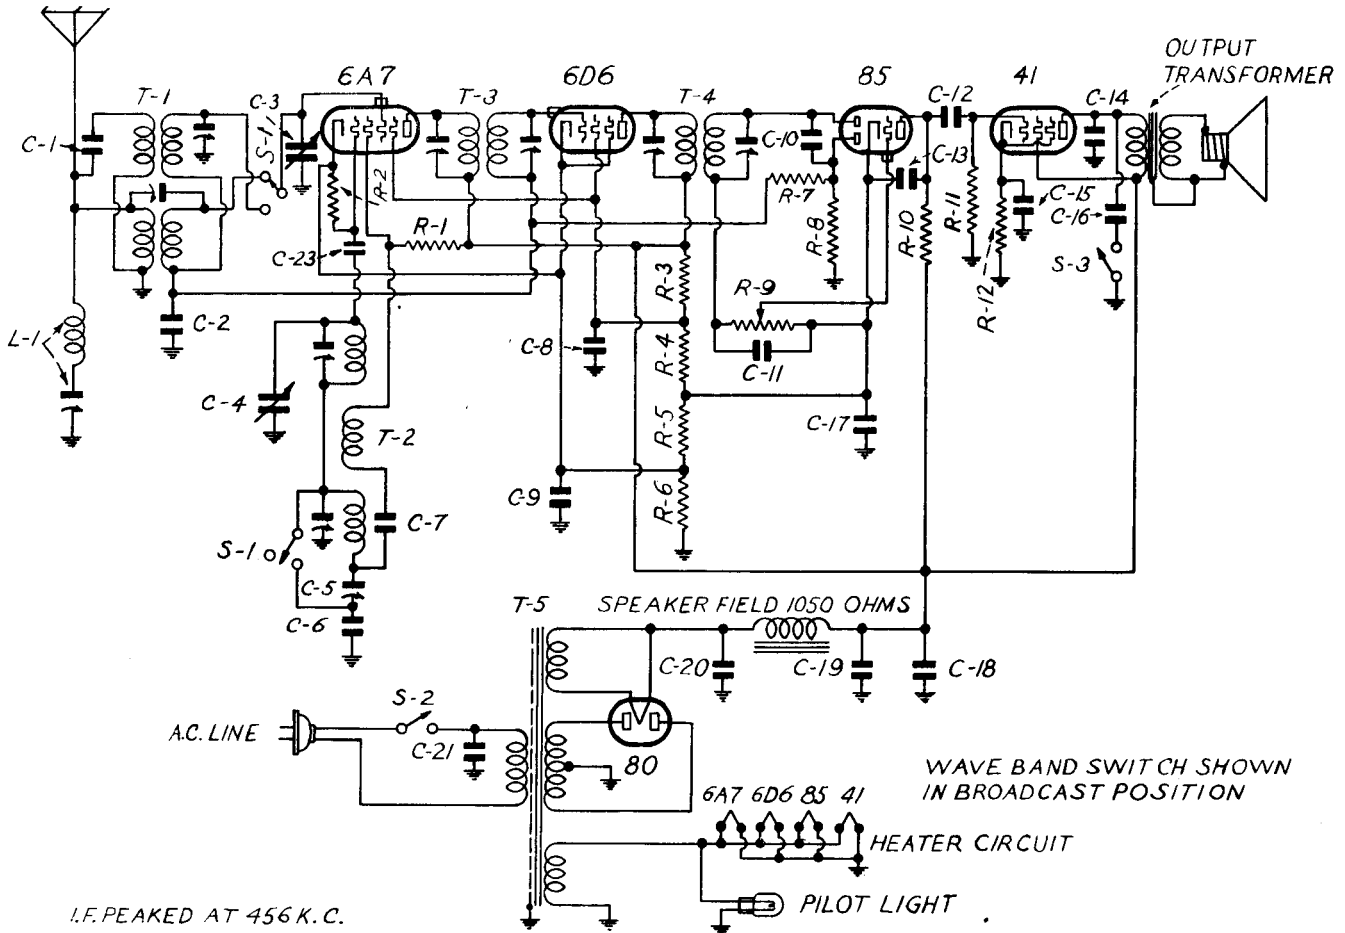 OUTPUT
TRANSFORMER
6A7
6D6
85
41
T-1
C-3
T-3
T-4
C-12
C-14
C-1
S-1
C-10
C-13
R-2
R-7
C-15
C-16
R-1
R-8
R-10
R-11
C-23
R-12
S-3
R-3
R-9
C-2
L-1
C-8
R-4
C-11
C-4
T-2
R-5
C-17
C-9
R-6
C-7
S-1
C-5
C-6
T-5
SPEAKER FIELD 1050 OHMS
C-20
C-19
C-18
S-2
A.C. LINE
C-21
80
WAVE BAND SWITCH SHOWN
IN BROADCAST POSITION
6A7 6D6 85 41
HEATER CIRCUIT
PILOT LIGHT
I.F. PEAKED AT 456 K.C.